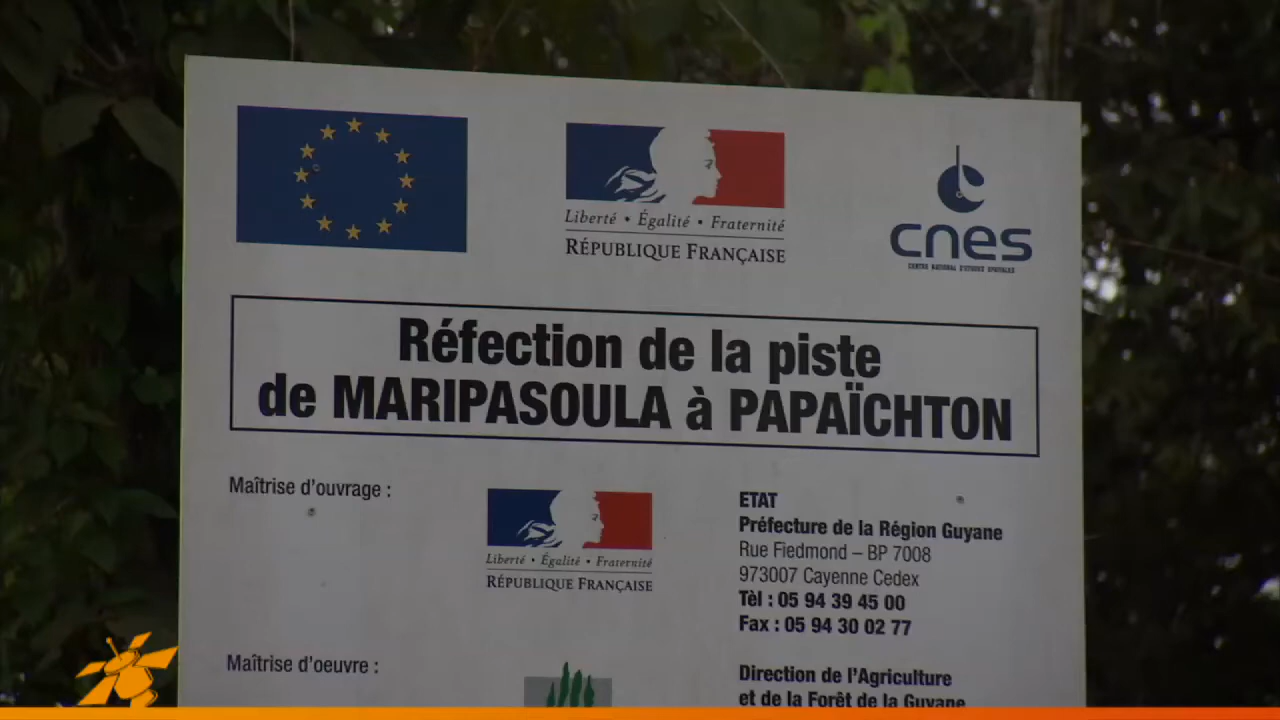 Liberté • Égalité • Fraternité
RÉPUBLIQUE FRANÇAISE
cnes
CENTRE NATIONAL D'ETUDES SPATIALES
Réfection de la piste
de MARIPASOULA à PAPAÏCHTON
Maîtrise d'ouvrage :
Liberté • Égalité • Fraternité
RÉPUBLIQUE FRANÇAISE
ETAT
Préfecture de la Région Guyane
Rue Fiedmond – BP 7008
973007 Cayenne Cedex
Tèl : 05 94 39 45 00
Fax : 05 94 30 02 77
Maîtrise d'oeuvre :
Direction de l'Agriculture
et de la Forêt de la Guyane